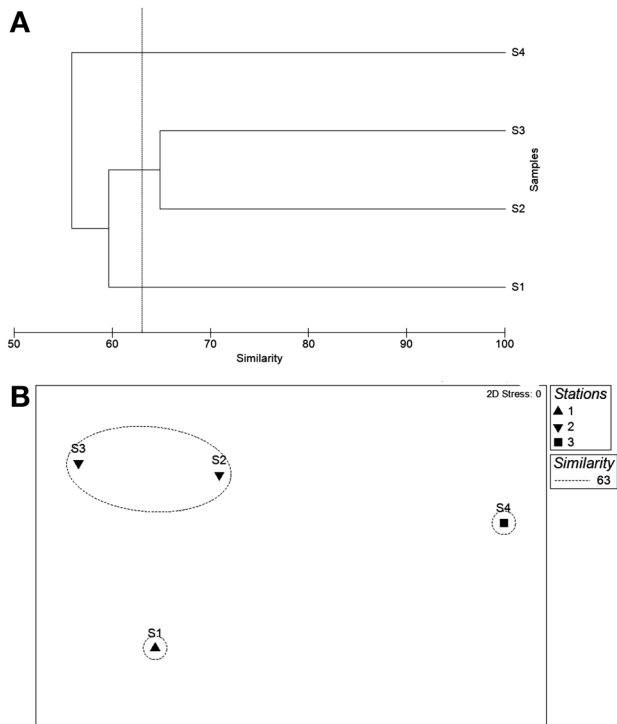 A
S4
S3
Samples
S2
S1
50 60 70 80 90 100
Similarity
B
2D Stress: 0
Stations
1
2
3
Similarity
63
S3
S2
S4
S1